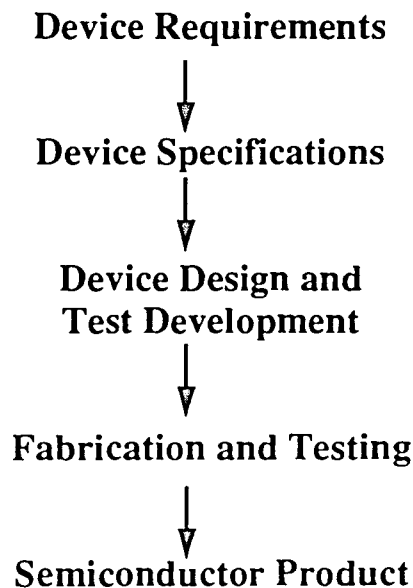 Device Requirements
Device Specifications
Device Design and
Test Development
Fabrication and Testing
Semiconductor Product